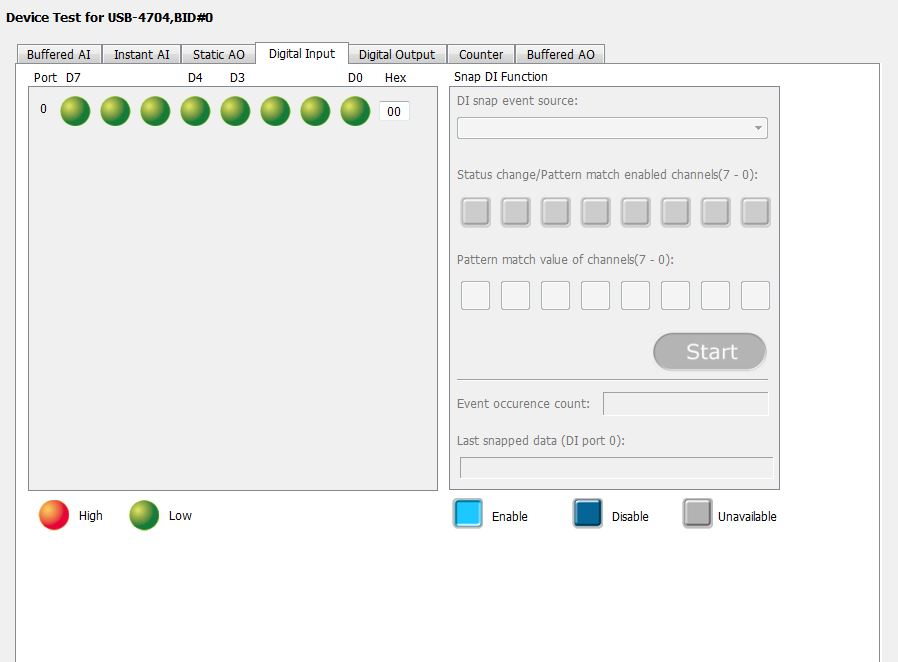 Device Test for USB-4704,BID#0
Buffered AI Instant AI Static AO Digital Input Digital Output Counter Buffered AO
Port D7 D4 D3 D0 Hex
0 00
High Low
Snap DI Function
DI snap event source:
Status change/Pattern match enabled channels(7 - 0):
Pattern match value of channels(7 - 0):
Start
Event occurence count:
Last snapped data (DI port 0):
Enable Disable Unavailable